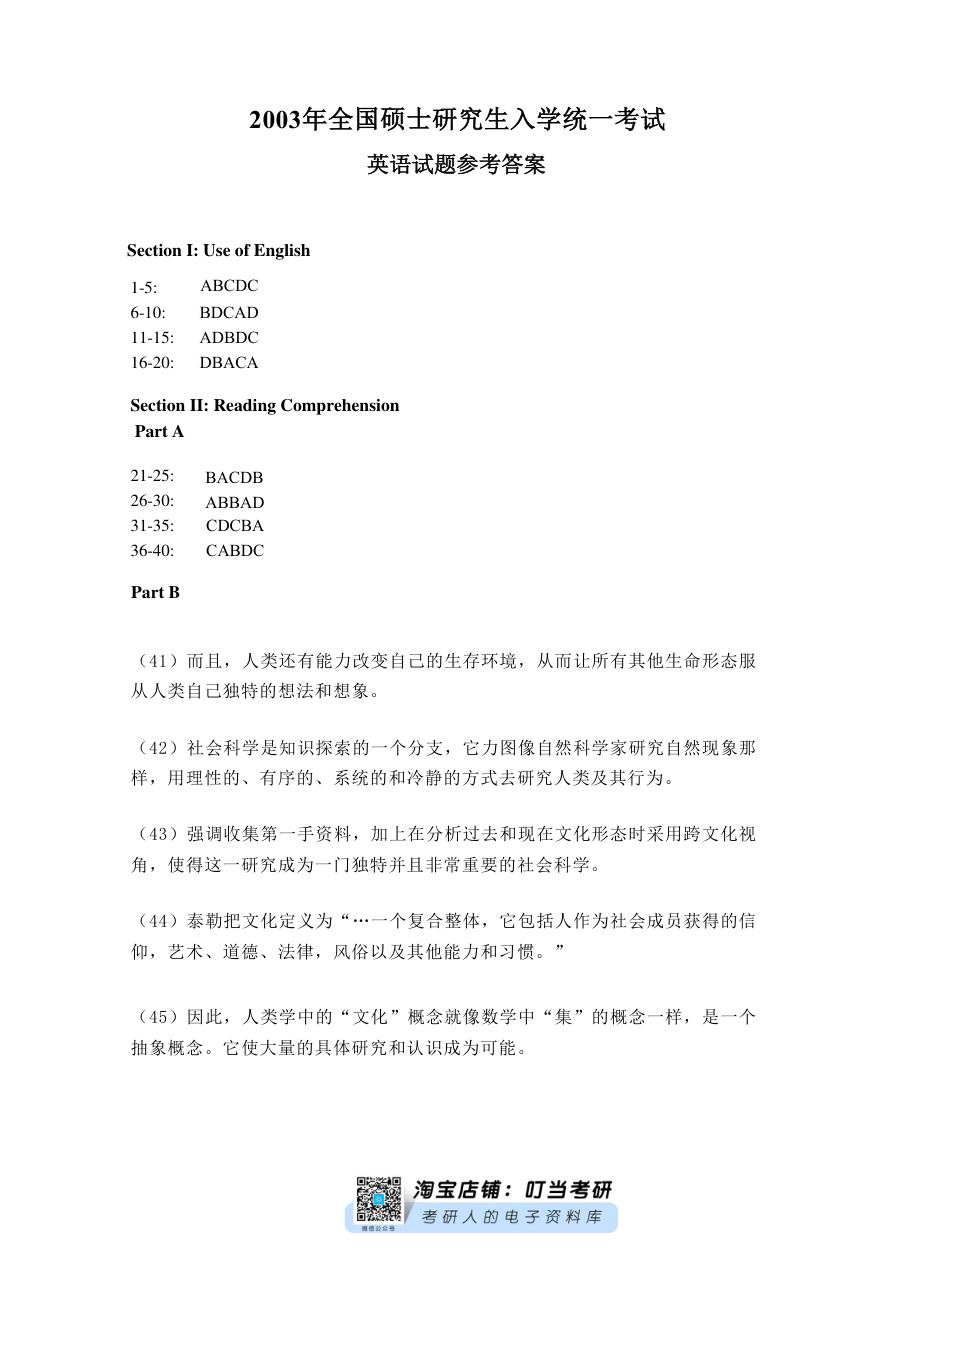 2003年全国硕士研究生入学统一考试
英语试题参考答案
Section I: Use of English
1-5: ABCDC
6-10: BDCAD
11-15: ADBDC
16-20: DBACA
Section II: Reading Comprehension
Part A
21-25: BACDB
26-30: ABBAD
31-35: CDCBA
36-40: CABDC
Part B
（41）而且，人类还有能力改变自己的生存环境，从而让所有其他生命形态服
从人类自己独特的想法和想象。
（42）社会科学是知识探索的一个分支，它力图像自然科学家研究自然现象那
样，用理性的、有序的、系统的和冷静的方式去研究人类及其行为。
（43）强调收集第一手资料，加上在分析过去和现在文化形态时采用跨文化视
角，使得这一研究成为一门独特并且非常重要的社会科学。
（44）泰勒把文化定义为“…一个复合整体，它包括人作为社会成员获得的信
仰，艺术、道德、法律，风俗以及其他能力和习惯。”
（45）因此，人类学中的“文化”概念就像数学中“集”的概念一样，是一个
抽象概念。它使大量的具体研究和认识成为可能。
淘宝店铺：叮当考研
考研人的电子资料库
微信公众号